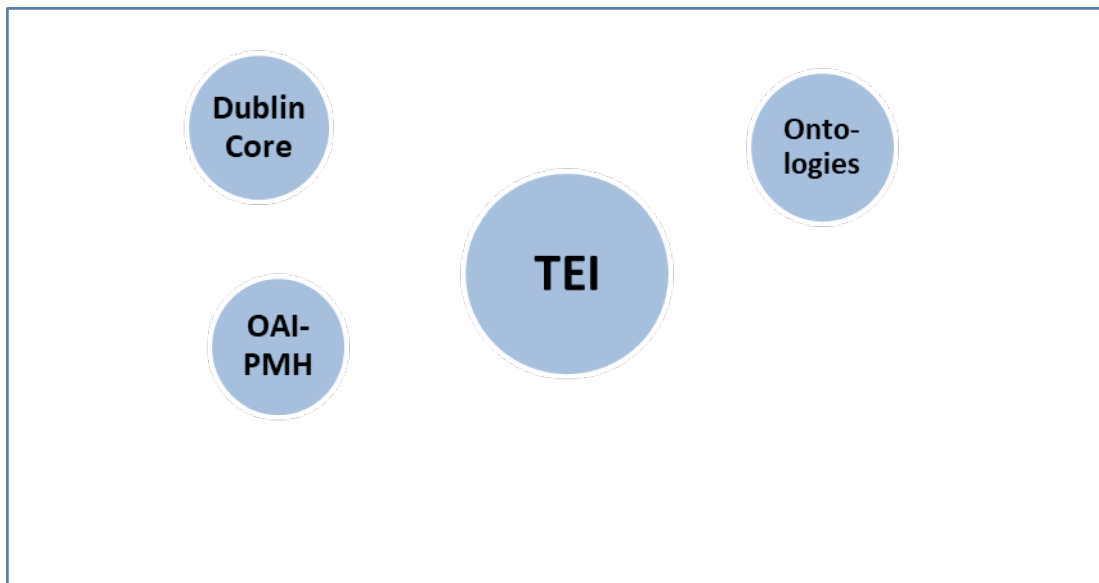 Dublin
Core
Onto-
logies
TEI
OAI-
PMH